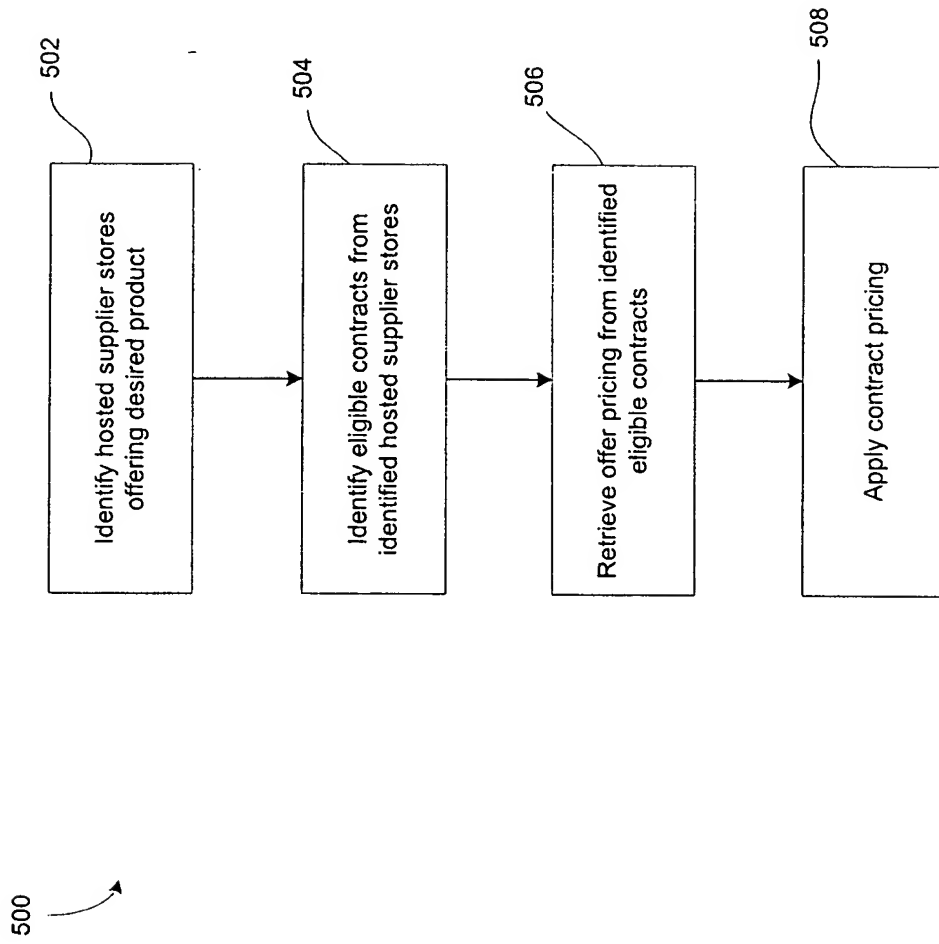 500
502
Identify hosted supplier stores
offering desired product
504
Identify eligible contracts from
identified hosted supplier stores
506
Retrieve offer pricing from identified
eligible contracts
508
Apply contract pricing